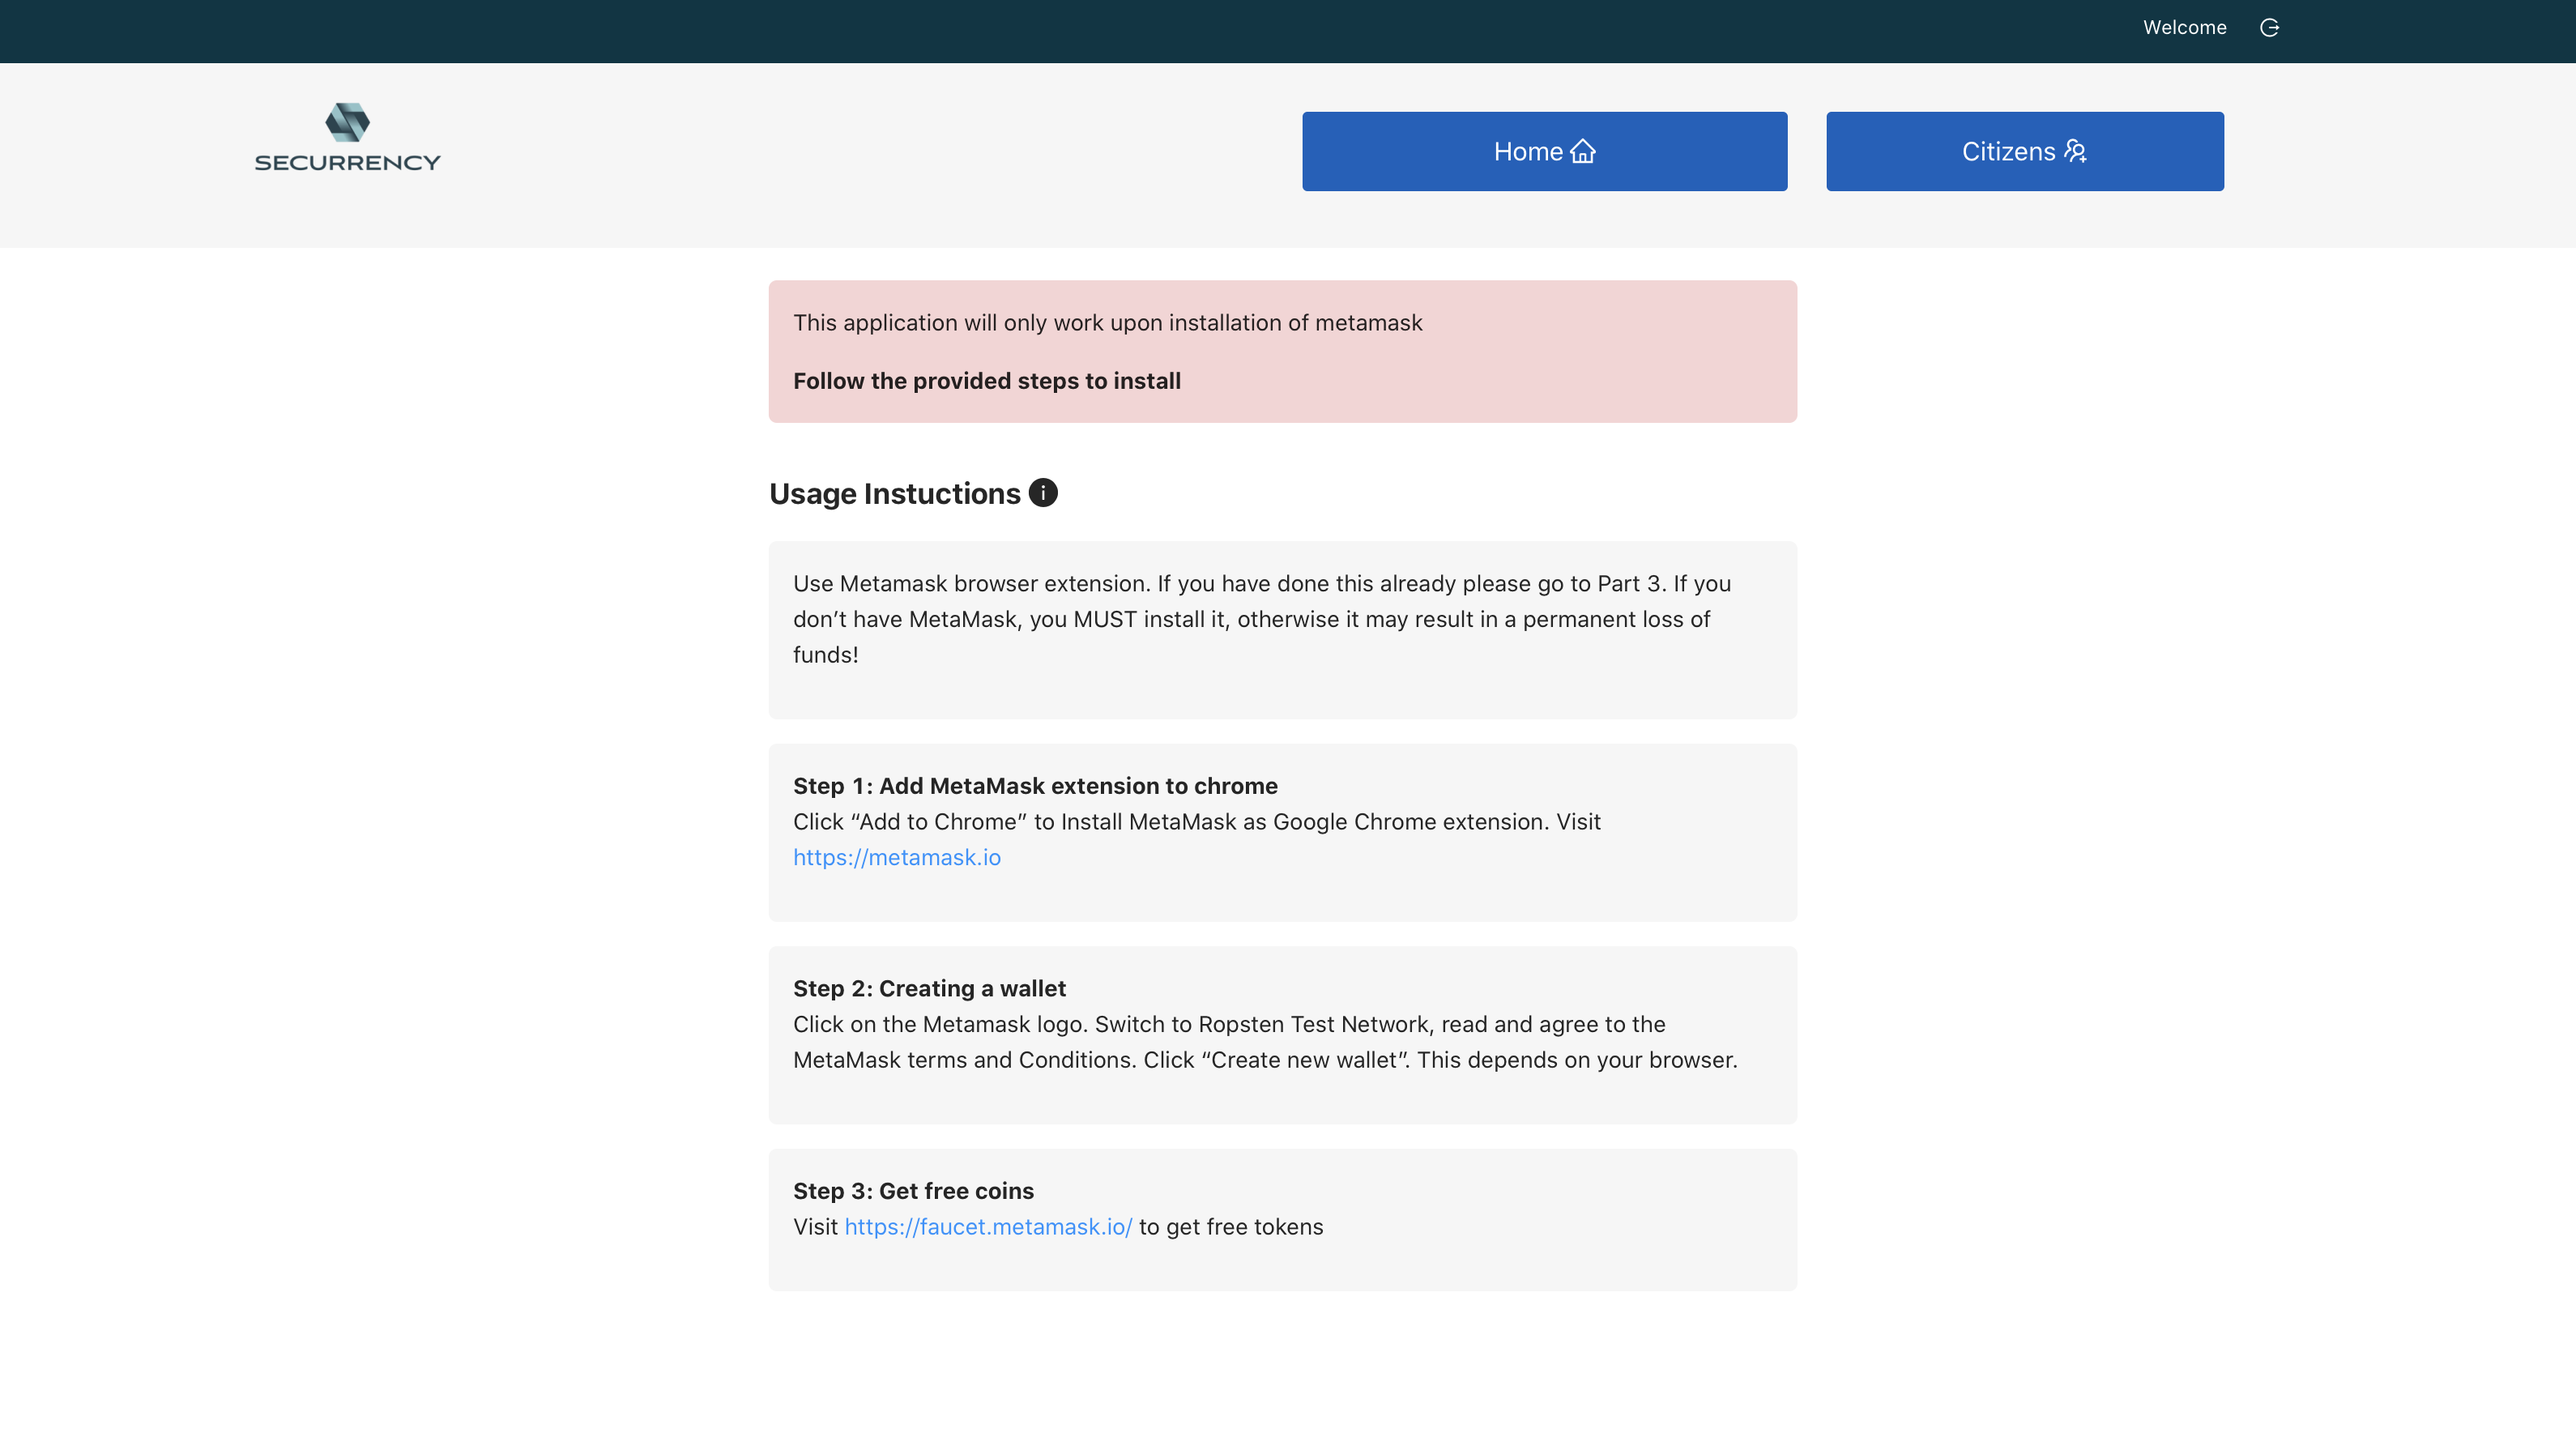 Welcome
SECURRENCY
Home
Citizens
This application will only work upon installation of metamask
Follow the provided steps to install
Usage Instuctions
Use Metamask browser extension. If you have done this already please go to Part 3. If you
don’t have MetaMask, you MUST install it, otherwise it may result in a permanent loss of
funds!
Step 1: Add MetaMask extension to chrome
Click “Add to Chrome” to Install MetaMask as Google Chrome extension. Visit
https://metamask.io
Step 2: Creating a wallet
Click on the Metamask logo. Switch to Ropsten Test Network, read and agree to the
MetaMask terms and Conditions. Click “Create new wallet”. This depends on your browser.
Step 3: Get free coins
Visit https://faucet.metamask.io/ to get free tokens